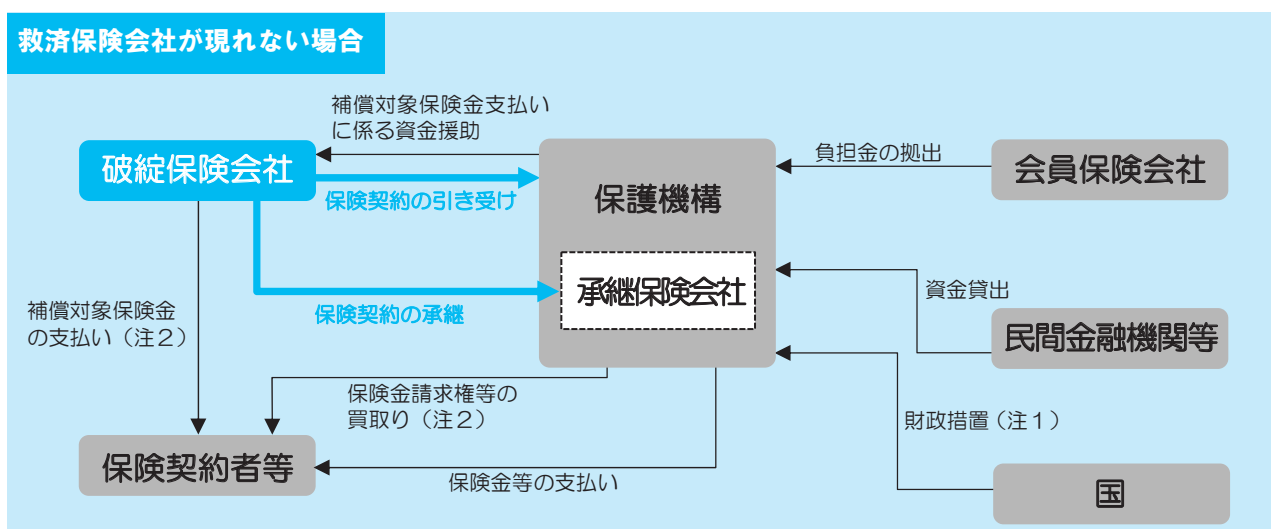 救済保険会社が現れない場合
補償対象保険金支払い
に係る資金援助
破綻保険会社
保険契約の引き受け
保護機構
負担金の拠出
会員保険会社
承継保険会社
保険契約の承継
補償対象保険金
の支払い（注２）
資金貸出
民間金融機関等
保険金請求権等の
買取り（注２）
財政措置（注１）
保険契約者等
保険金等の支払い
国